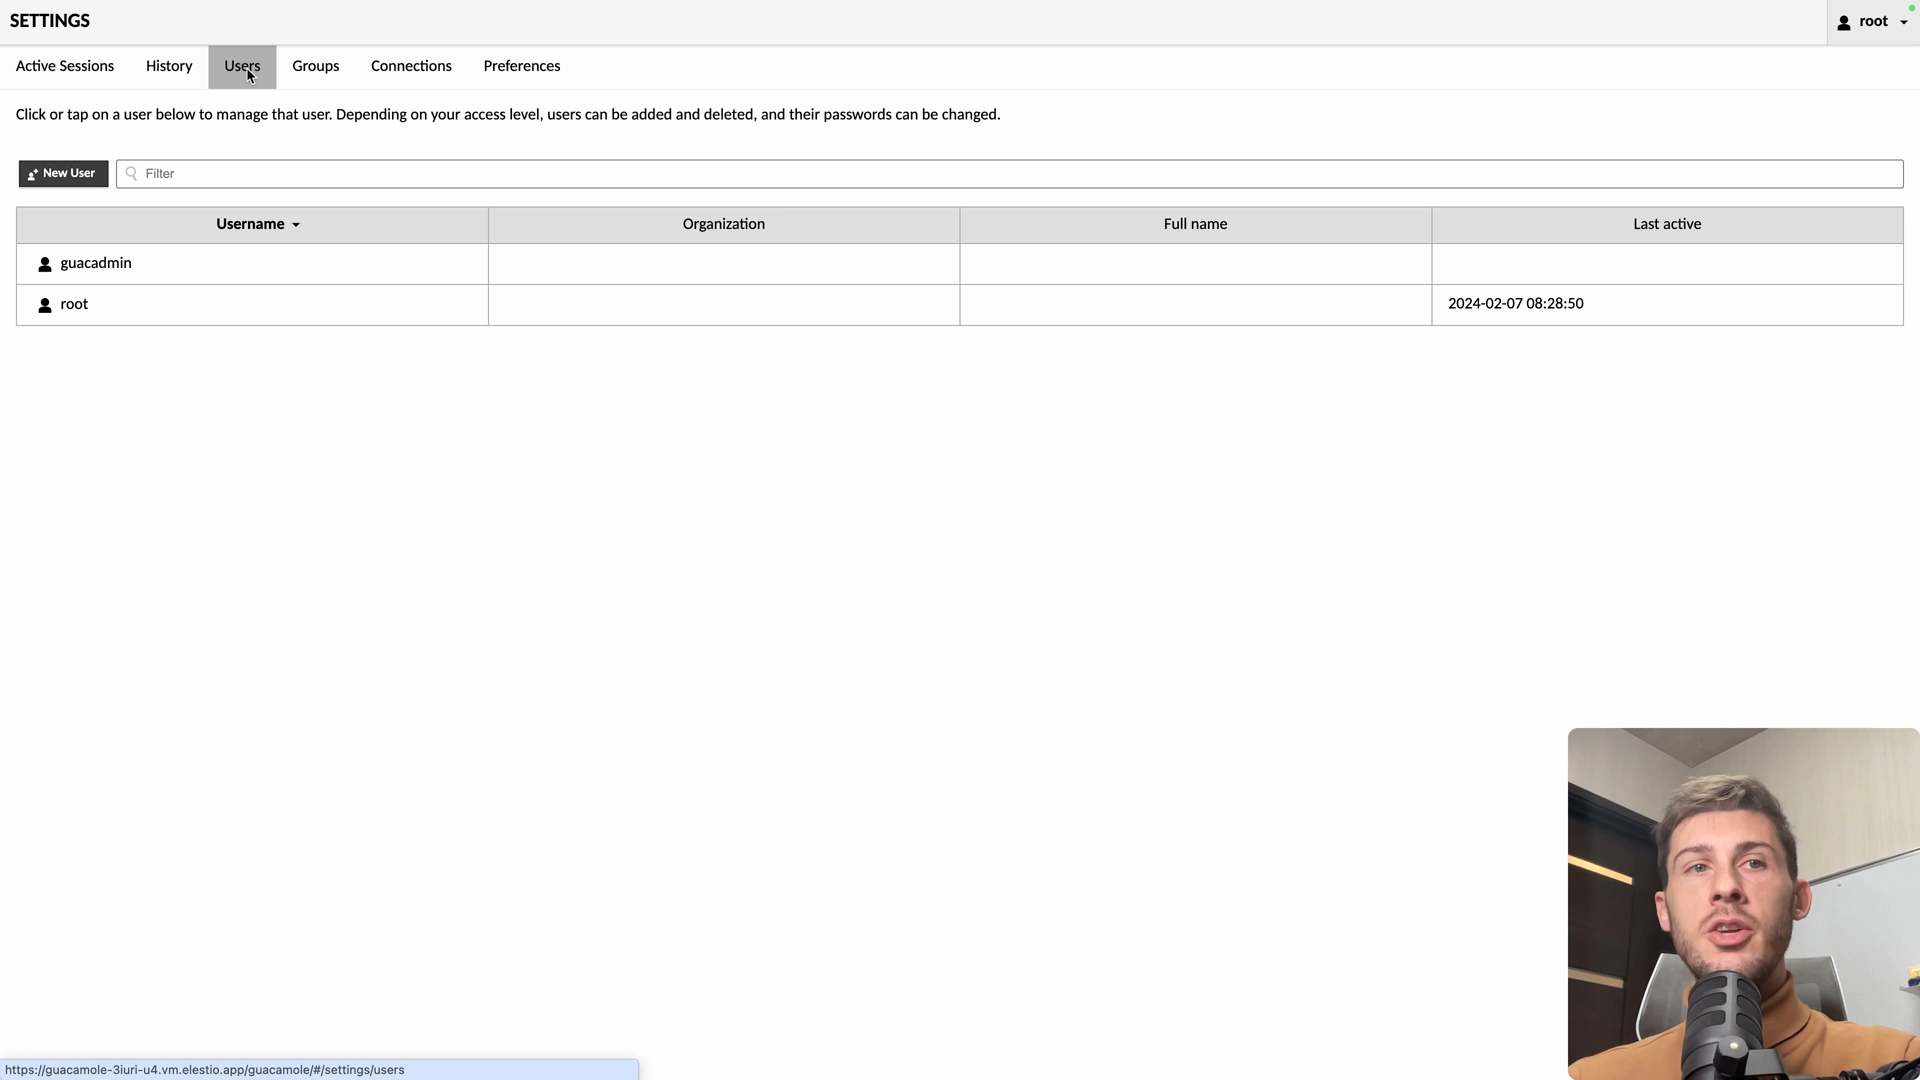 SETTINGS
root
Active Sessions
History
Users
Groups
Connections
Preferences
Click or tap on a user below to manage that user. Depending on your access level, users can be added and deleted, and their passwords can be changed.
New User
Filter
Username
Organization
Full name
Last active
guacadmin
root
2024-02-07 08:28:50
https://guacamole-3iuri-u4.vm.elestio.app/guacamole/#/settings/users